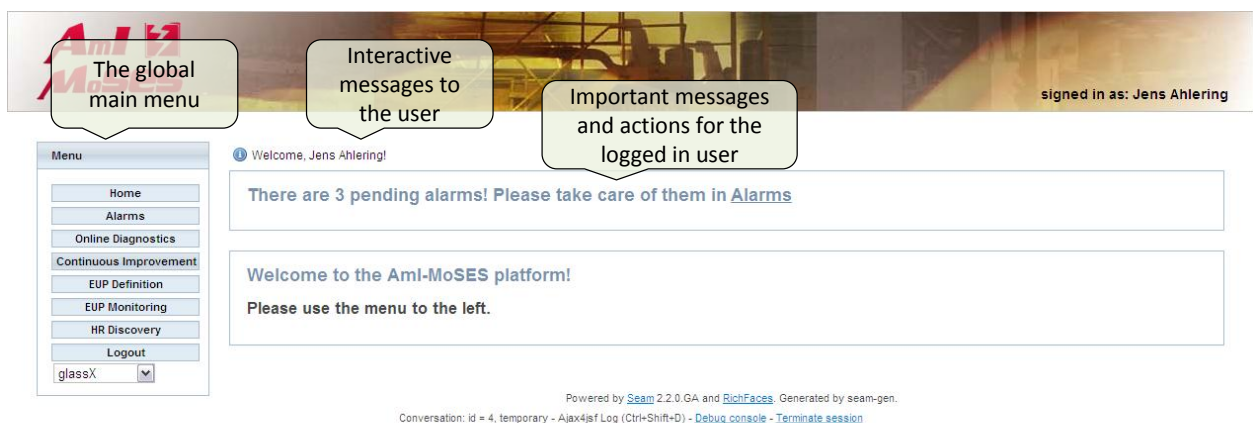 AmI
MoSES
The global
main menu
Interactive
messages to
the user
Important messages
and actions for the
logged in user
signed in as: Jens Ahlering
Menu
Home
Alarms
Online Diagnostics
Continuous Improvement
EUP Definition
EUP Monitoring
HR Discovery
Logout
glassX
Welcome, Jens Ahlering!
There are 3 pending alarms! Please take care of them in Alarms
Welcome to the AmI-MoSES platform!
Please use the menu to the left.
Powered by Seam 2.2.0.GA and RichFaces. Generated by seam-gen.
Conversation: id = 4, temporary - Ajax4jsf Log (Ctrl+Shift+D) - Debug console - Terminate session